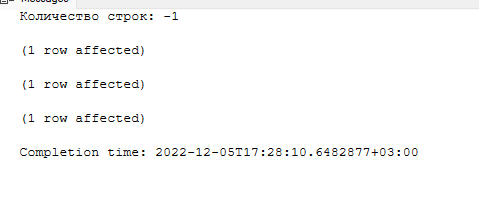 Messages
Количество строк: -1
(1 row affected)
(1 row affected)
(1 row affected)
Completion time: 2022-12-05T17:28:10.6482877+03:00